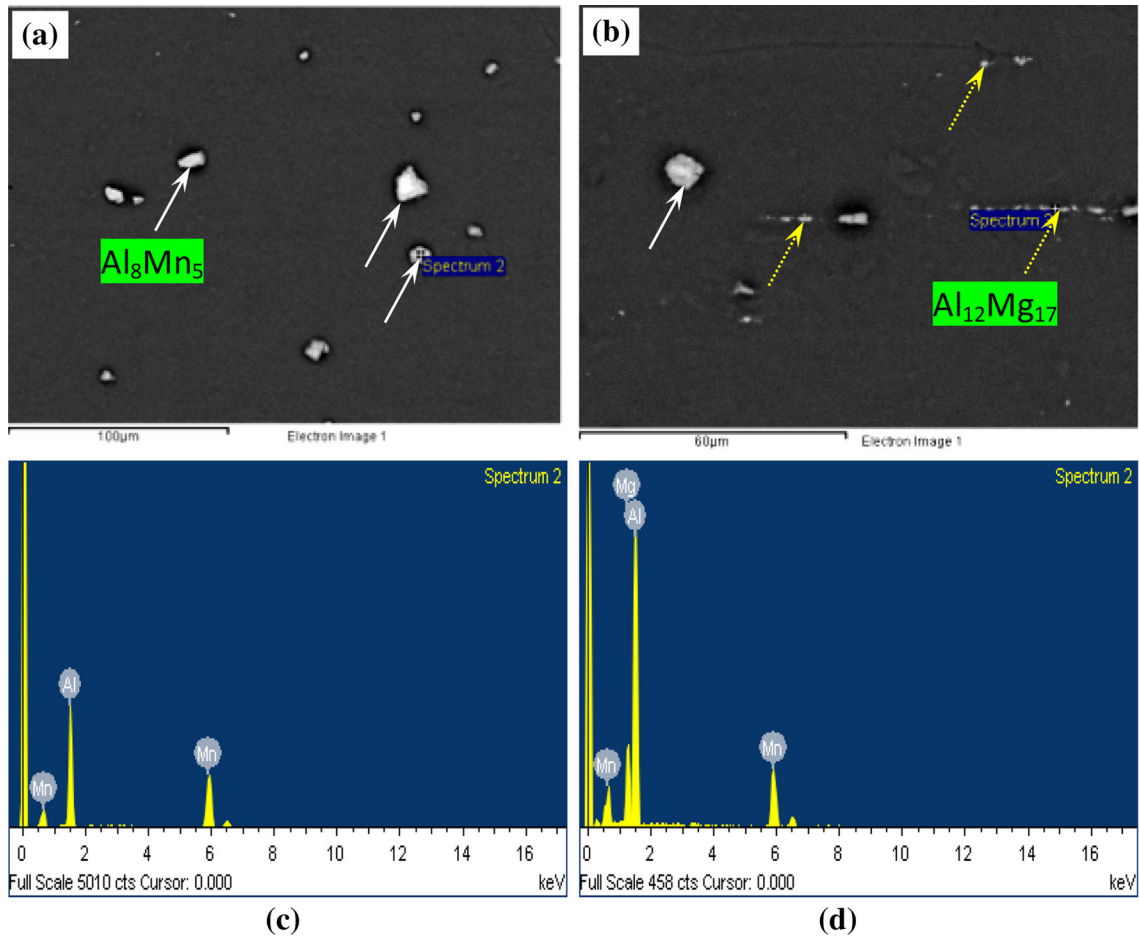 (a)
Al₈Mn₅
Spectrum 2
100µm
Electron Image 1
(b)
Spectrum 2
Al₁₂Mg₁₇
60µm
Electron Image 1
Spectrum 2
Mn
Al
Mn
0 2 4 6 8 10 12 14 16
Full Scale 5010 cts Cursor: 0.000
keV
(c)
Spectrum 2
Mg
Al
Mn
Mn
0 2 4 6 8 10 12 14 16
Full Scale 458 cts Cursor: 0.000
keV
(d)